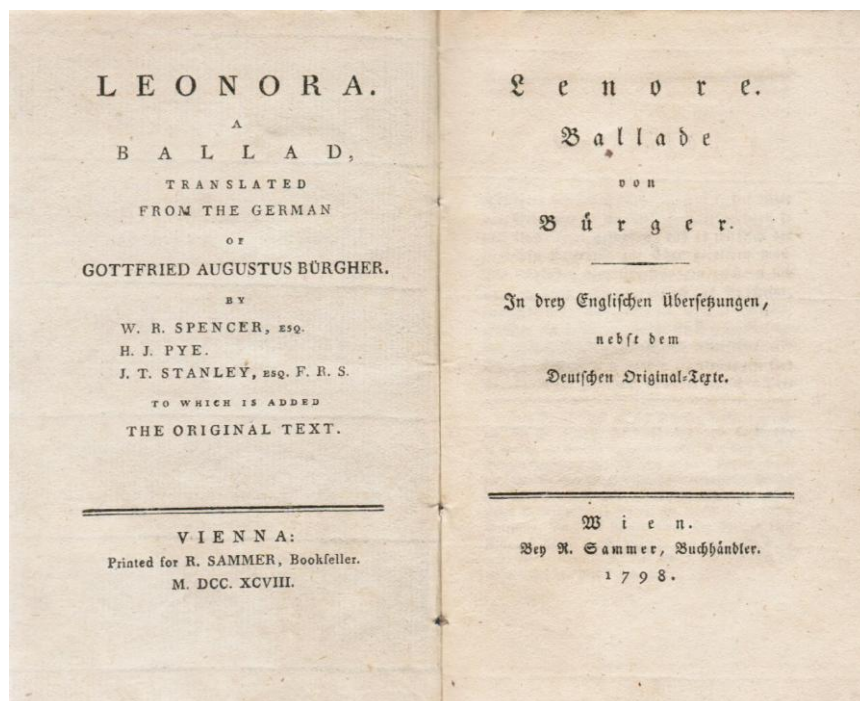 LEONORA.
A
BALLAD,
TRANSLATED
FROM THE GERMAN
OF
GOTTFRIED AUGUSTUS BÜRGHER.
BY
W. R. SPENCER, ESQ.
H. J. PYE.
J. T. STANLEY, ESQ. F. R. S.
TO WHICH IS ADDED
THE ORIGINAL TEXT.
VIENNA:
Printed for R. SAMMER, Bookſeller.
M. DCC. XCVIII.
Lenore.
Ballade
von
Bürger.
In drey Engliſchen Überſetzungen,
nebſt dem
Deutſchen Original-Texte.
Wien.
Bey R. Sammer, Buchhändler.
1798.